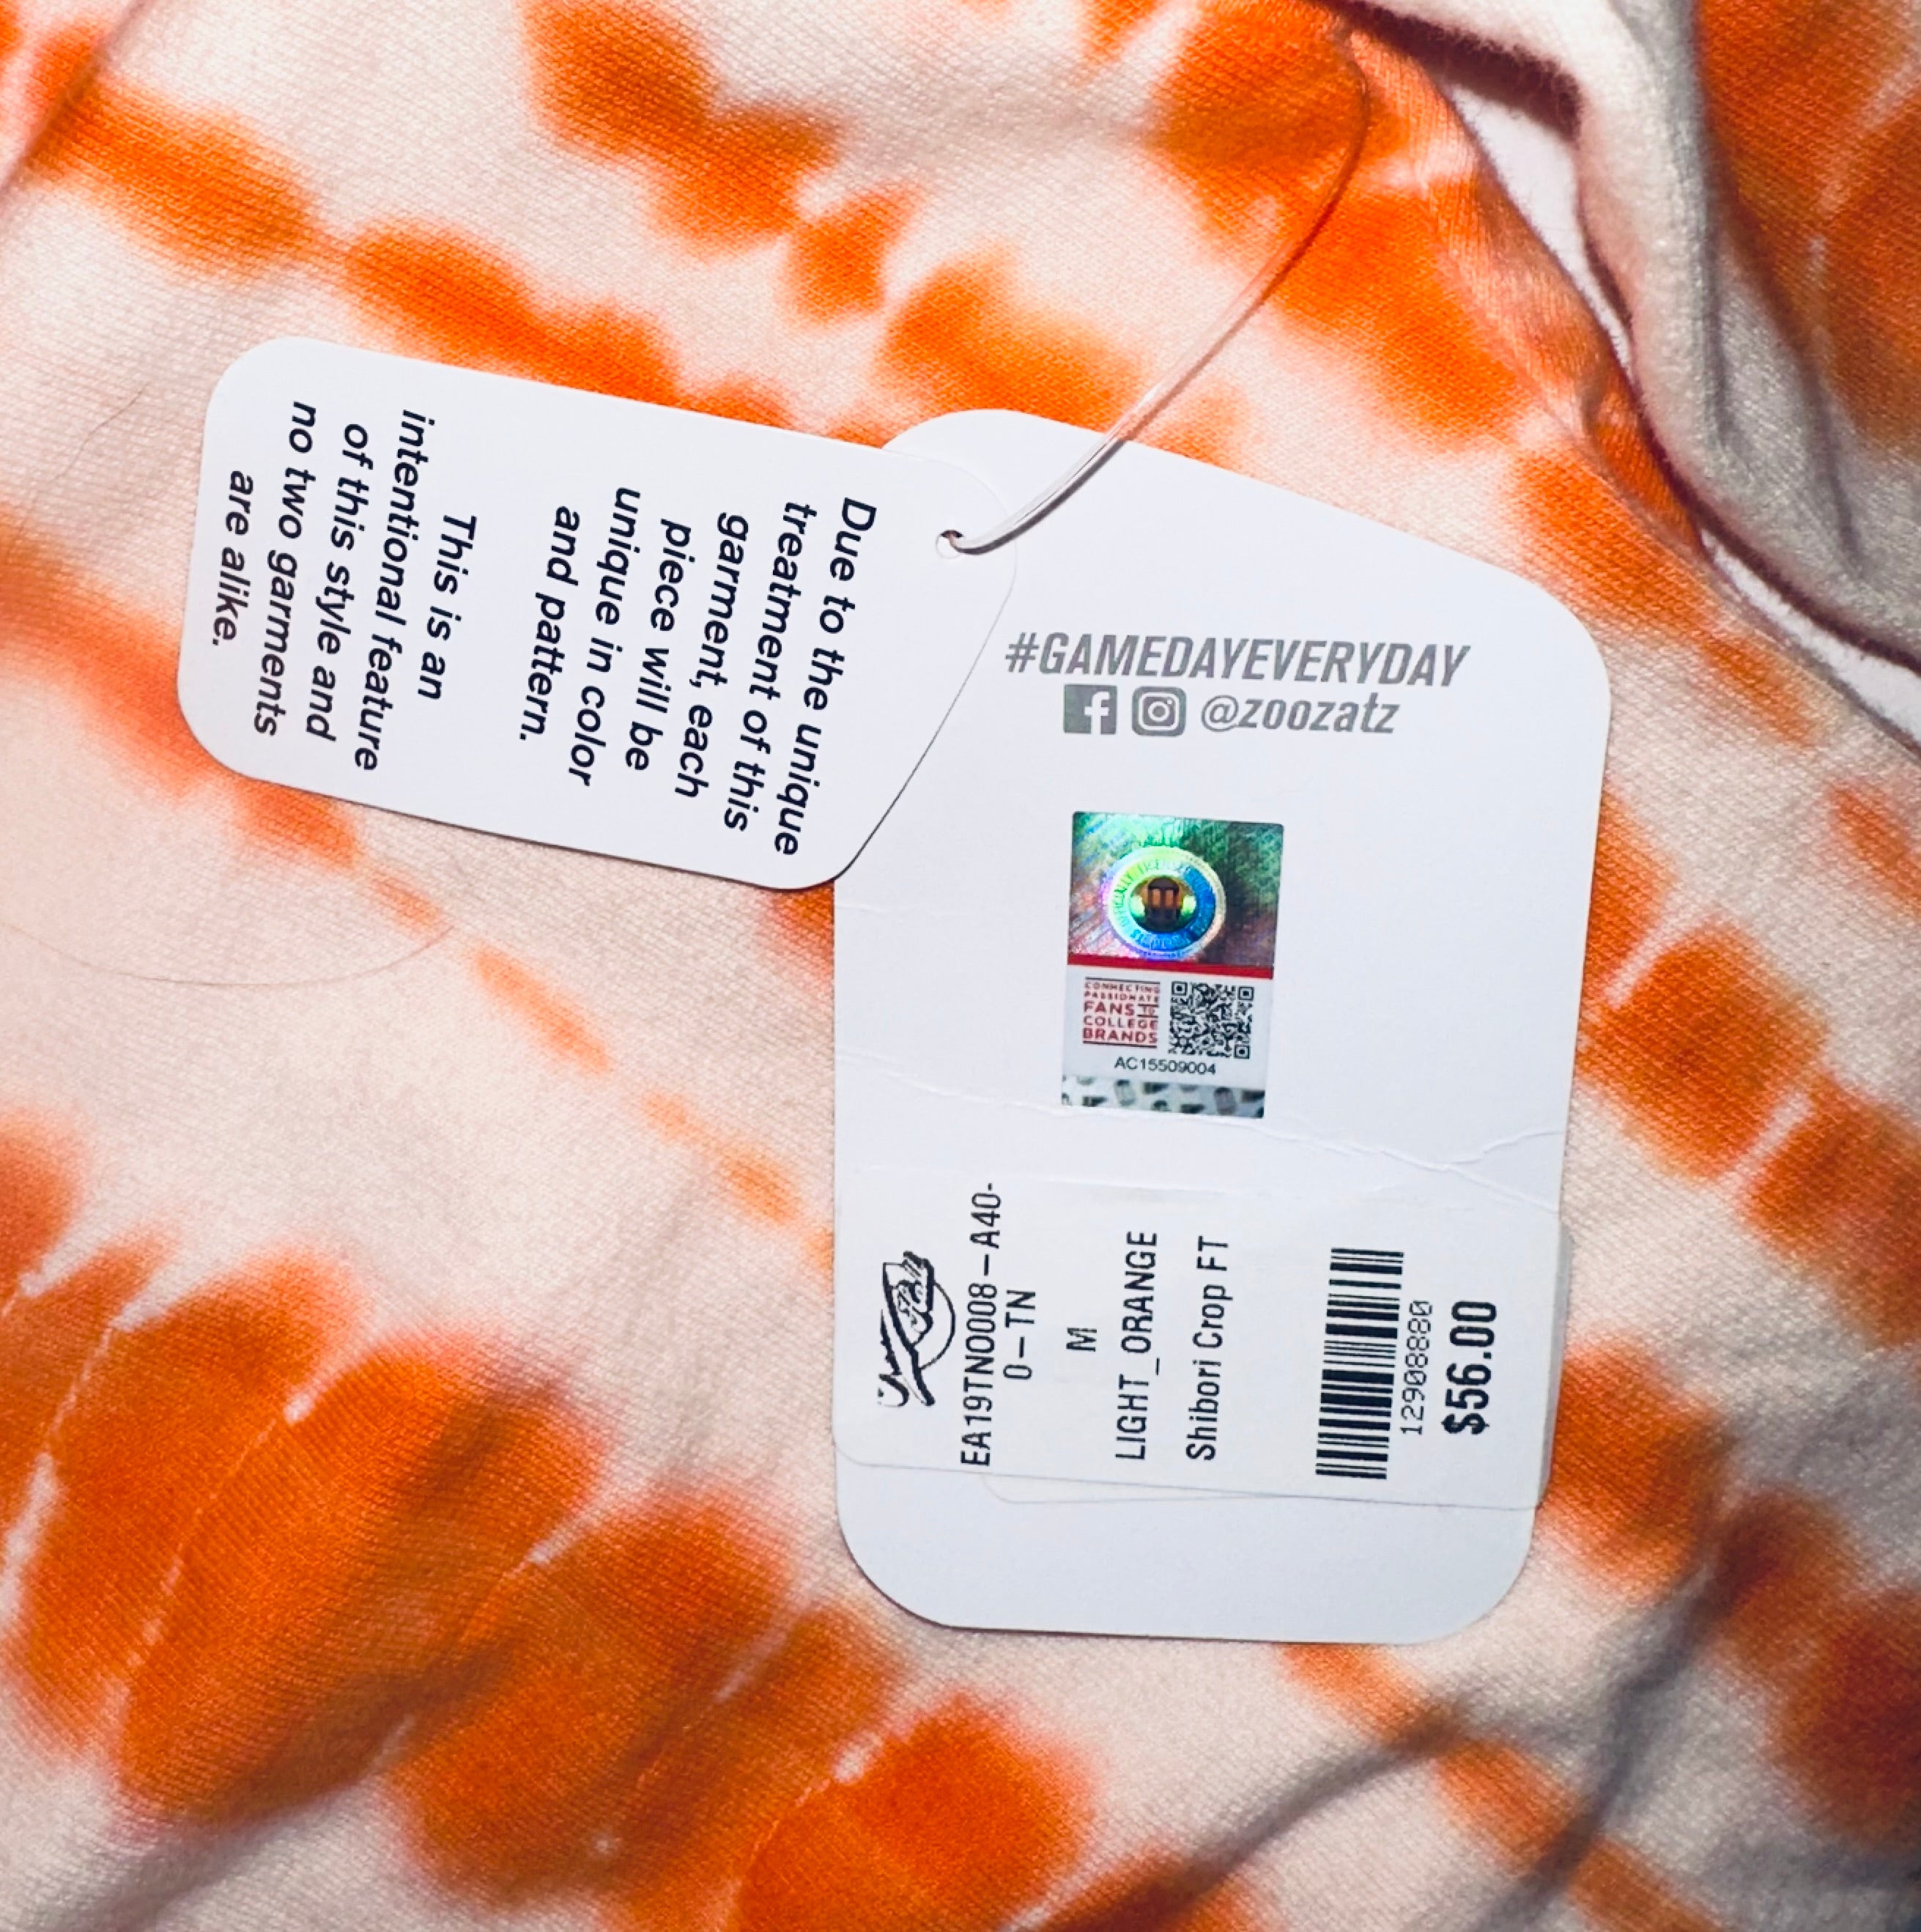 Due to the unique
treatment of this
garment, each
piece will be
unique in color
and pattern.
This is an
intentional feature
of this style and
no two garments
are alike.
#GAMEDAYEVERYDAY
@zoozatz
CONNECTING
PASSIONATE
FANS TO
COLLEGE
BRANDS
AC15509004
EA19TN0008-A40-
0-TN
M
LIGHT_ORANGE
Shibori Crop FT
12908880
$56.00